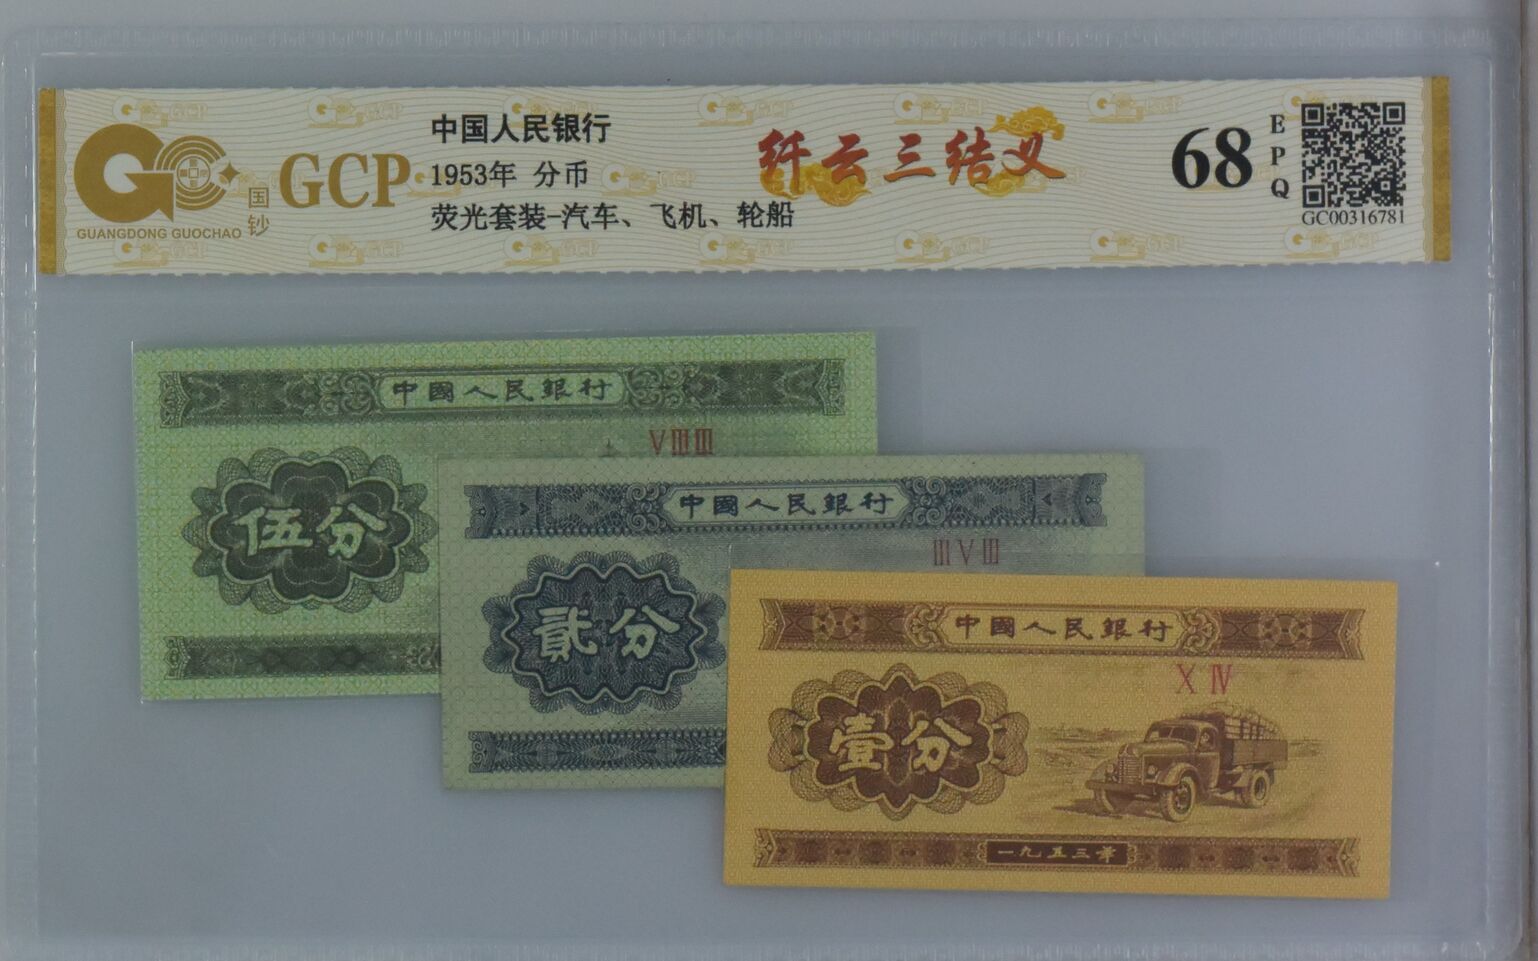 中国人民银行
1953年 分币
荧光套装-汽车、飞机、轮船
GCP
国钞
GUANGDONG GUOCHAO
纤云三结义
68
EPQ
GC00316781
中國人民銀行
ⅤⅢⅢ
伍分
中國人民銀行
ⅢⅤⅢ
貳分
中國人民銀行
ⅩⅣ
壹分
一九五三年